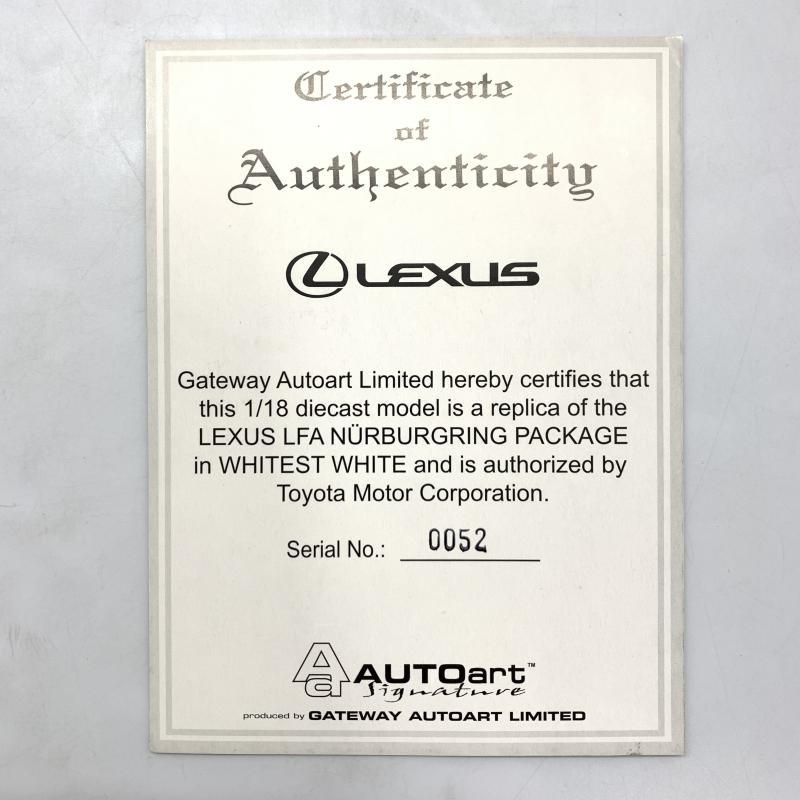 Certificate
of
Authenticity
LEXUS
Gateway Autoart Limited hereby certifies that
this 1/18 diecast model is a replica of the
LEXUS LFA NÜRBURGRING PACKAGE
in WHITEST WHITE and is authorized by
Toyota Motor Corporation.
Serial No.: 0052
Aa AUTOart™
Signature
produced by GATEWAY AUTOART LIMITED